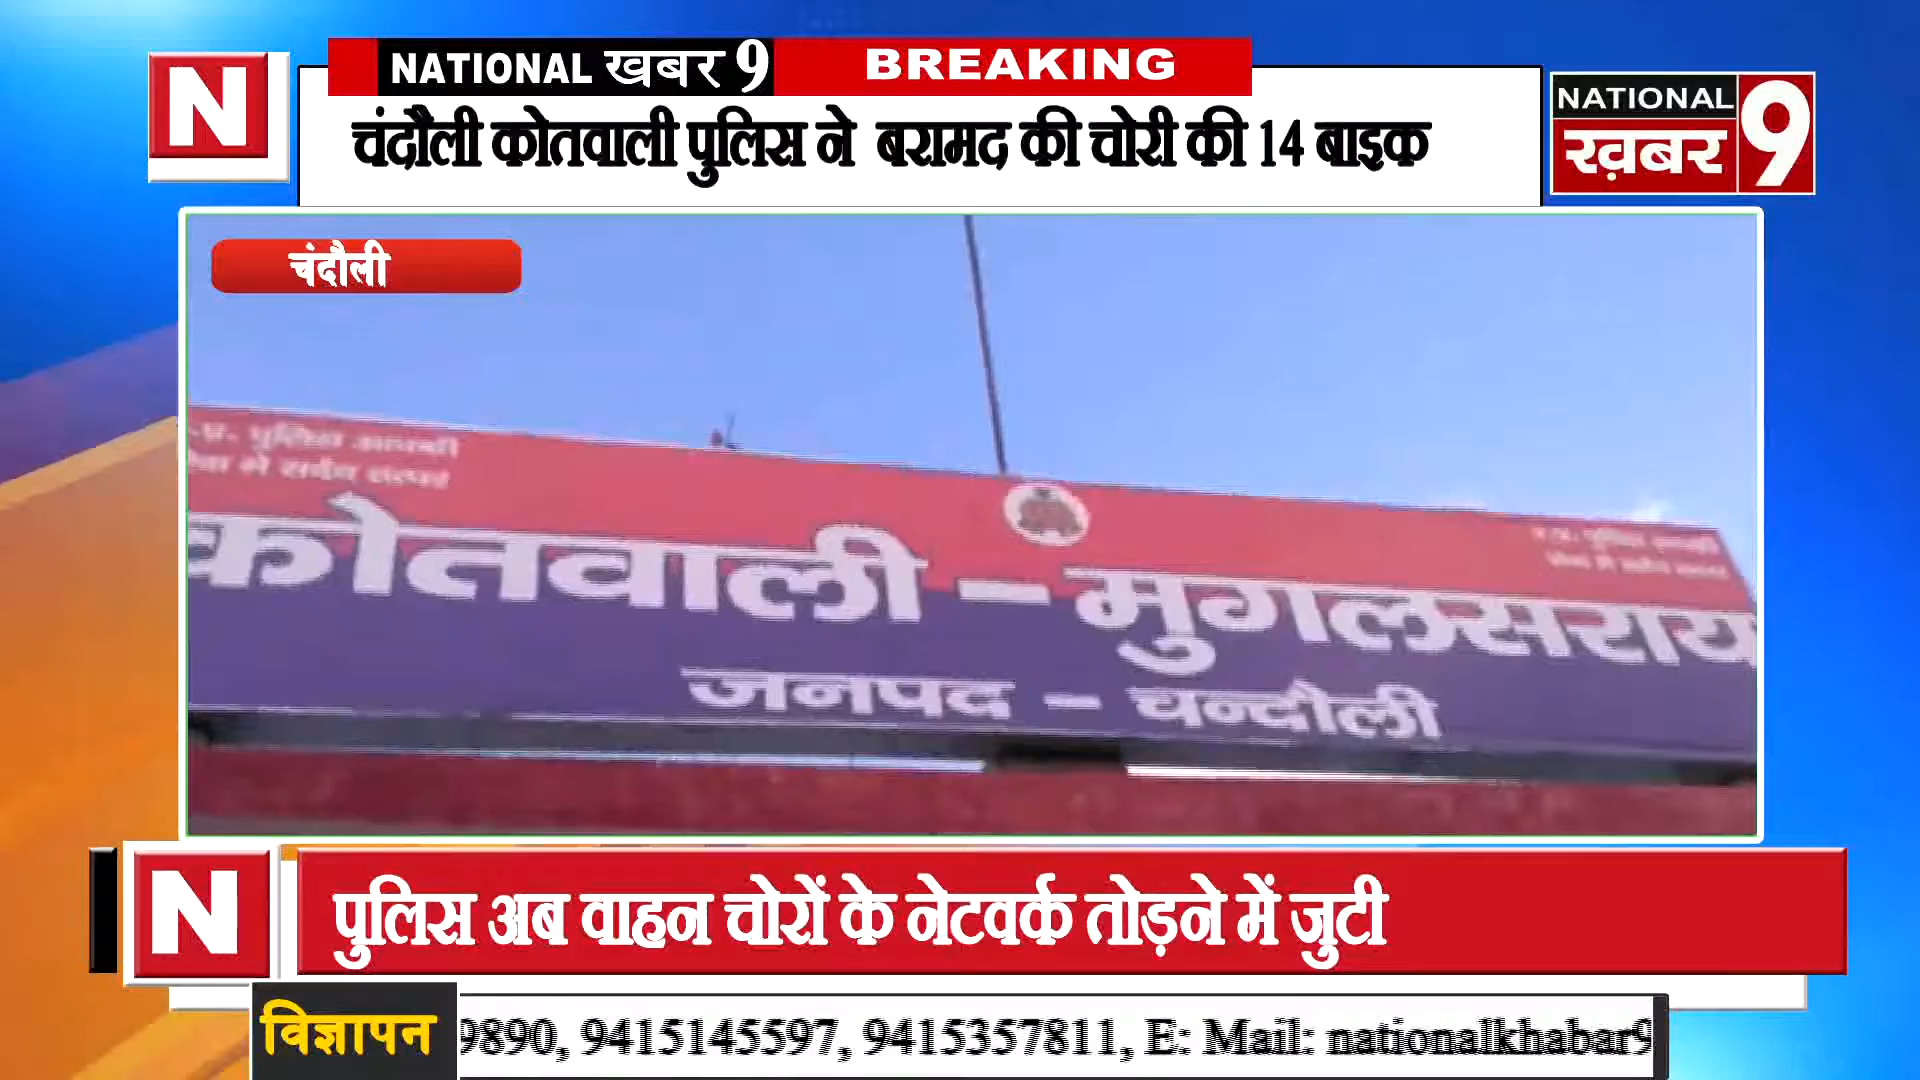 N
NATIONAL खबर 9 BREAKING
चंदौली कोतवाली पुलिस ने बरामद की चोरी की 14 बाइक
NATIONAL
ख़बर 9
चंदौली
पुलिस
कोतवाली - मुगलसराय
जनपद - चन्दौली
N
पुलिस अब वाहन चोरों के नेटवर्क तोड़ने में जुटी
विज्ञापन 9890, 9415145597, 9415357811, E: Mail: nationalkhabar9